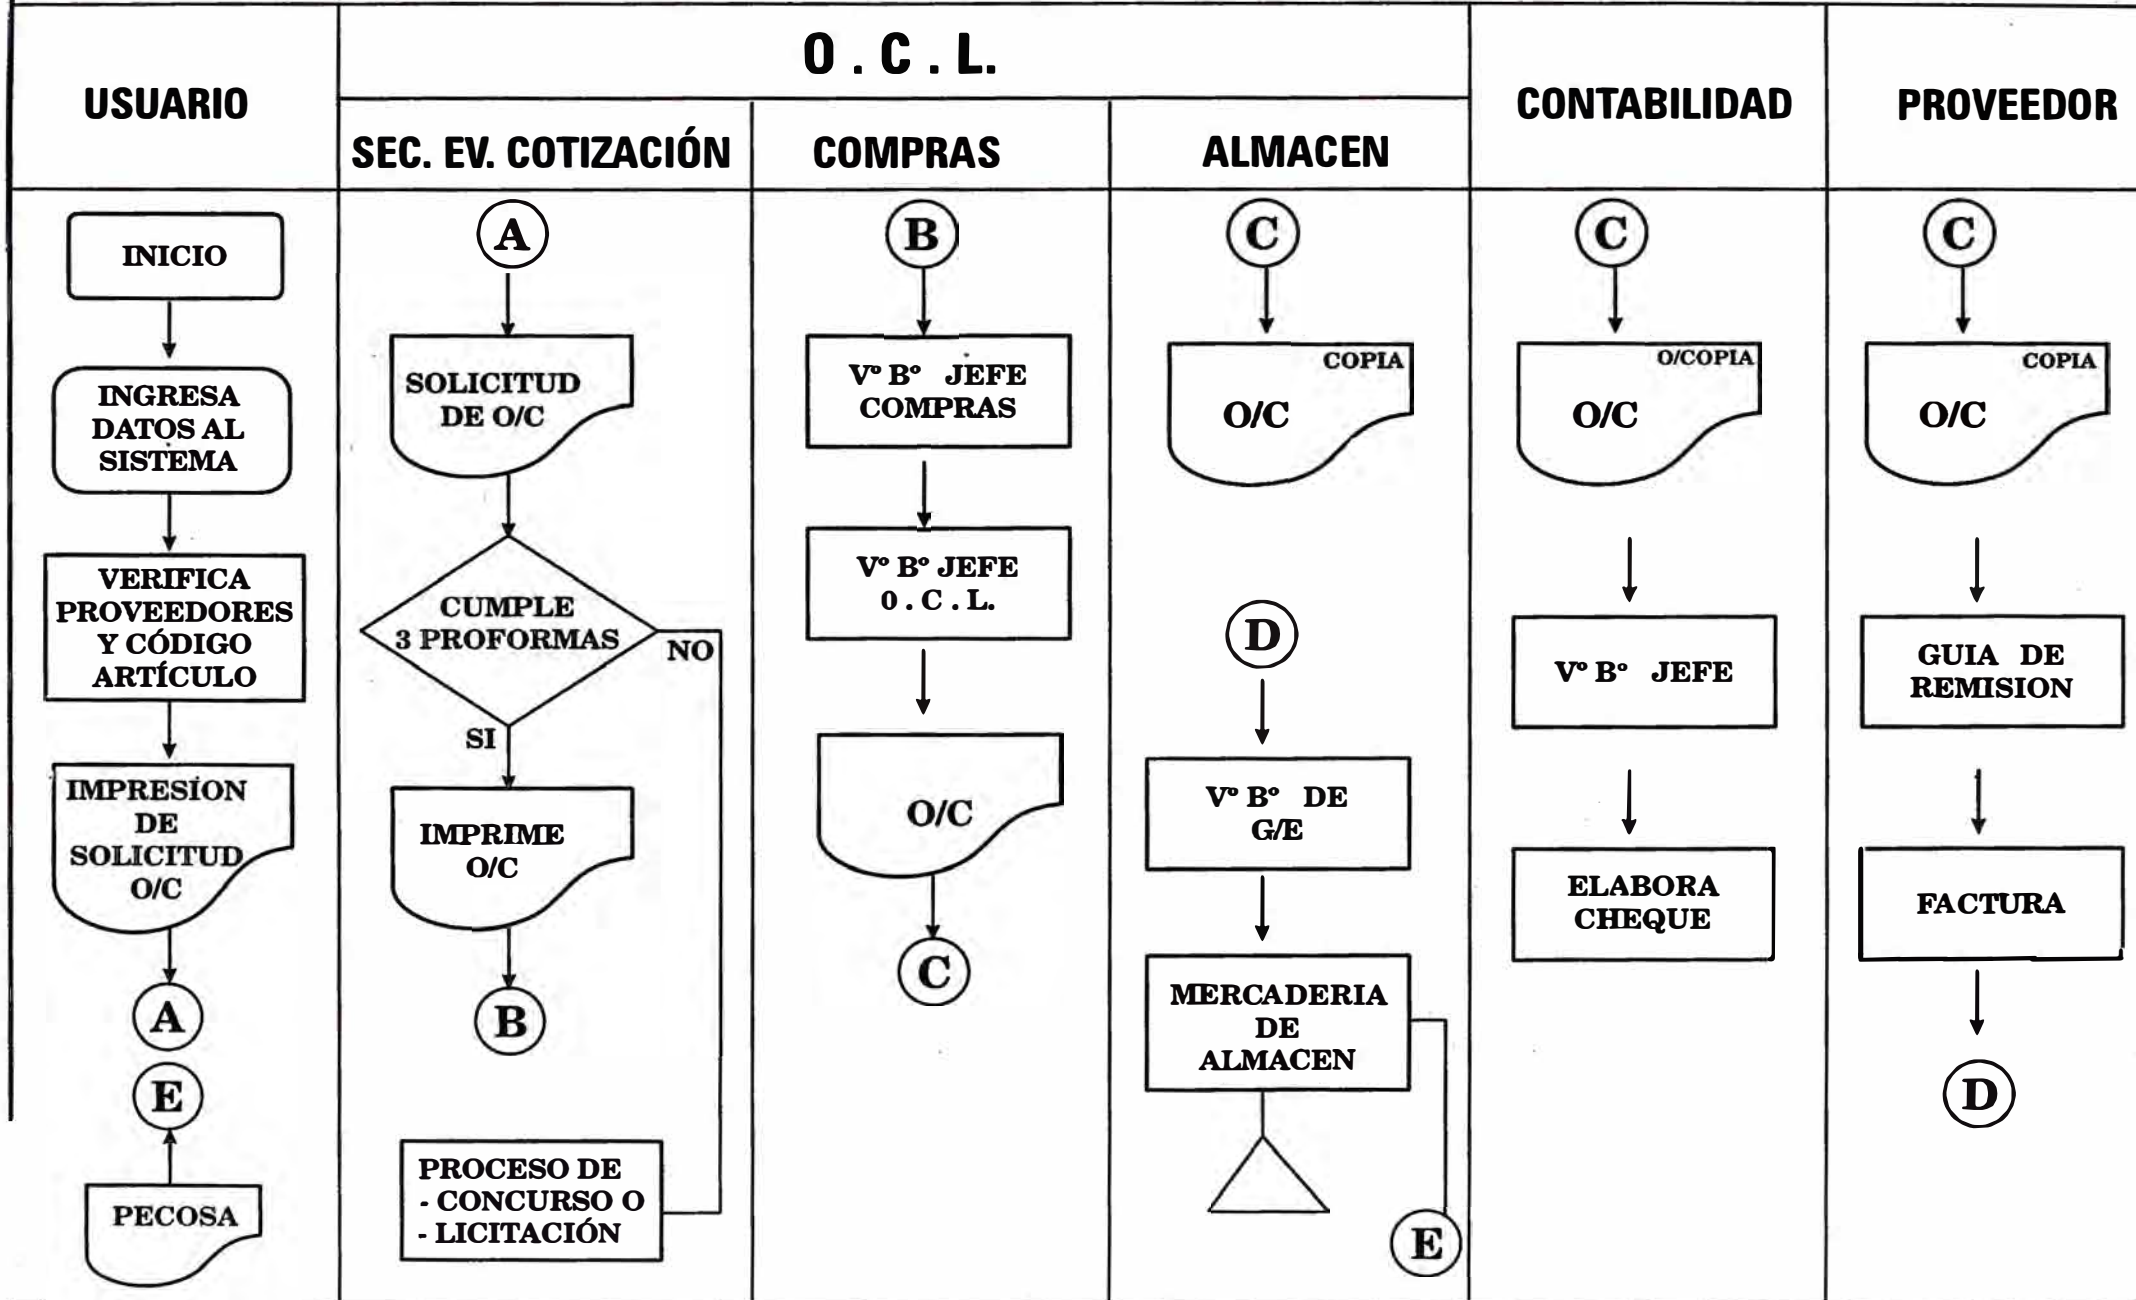 O . C . L.
USUARIO
CONTABILIDAD
PROVEEDOR
SEC. EV. COTIZACIÓN
COMPRAS
ALMACEN
INICIO
INGRESA
DATOS AL
SISTEMA
VERIFICA
PROVEEDORES
Y CÓDIGO
ARTÍCULO
IMPRESION
DE
SOLICITUD
O/C
A
E
PECOSA
A
SOLICITUD
DE O/C
CUMPLE
3 PROFORMAS
NO
SI
IMPRIME
O/C
B
PROCESO DE
- CONCURSO O
- LICITACIÓN
B
Vº Bº JEFE
COMPRAS
Vº Bº JEFE
O . C . L.
O/C
C
C
COPIA
O/C
D
Vº Bº DE
G/E
MERCADERIA
DE
ALMACEN
E
C
O/COPIA
O/C
Vº Bº JEFE
ELABORA
CHEQUE
C
COPIA
O/C
GUIA DE
REMISION
FACTURA
D